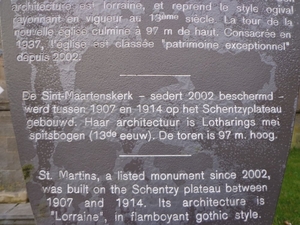 architecture est lorraine, et reprend le style ogival
rayonnant en vigueur au 13ème siècle. La tour de la
nouvelle église culmine à 97 m de haut. Consacrée en
1937, l'église est classée "patrimoine exceptionnel"
depuis 2002.
De Sint-Maartenskerk - sedert 2002 beschermd -
werd tussen 1907 en 1914 op het Schentzyplateau
gebouwd. Haar architectuur is Lotharings met
spitsbogen (13de eeuw). De toren is 97 m. hoog.
St. Martins, a listed monument since 2002,
was built on the Schentzy plateau between
1907 and 1914. Its architecture is
"Lorraine", in flamboyant gothic style.